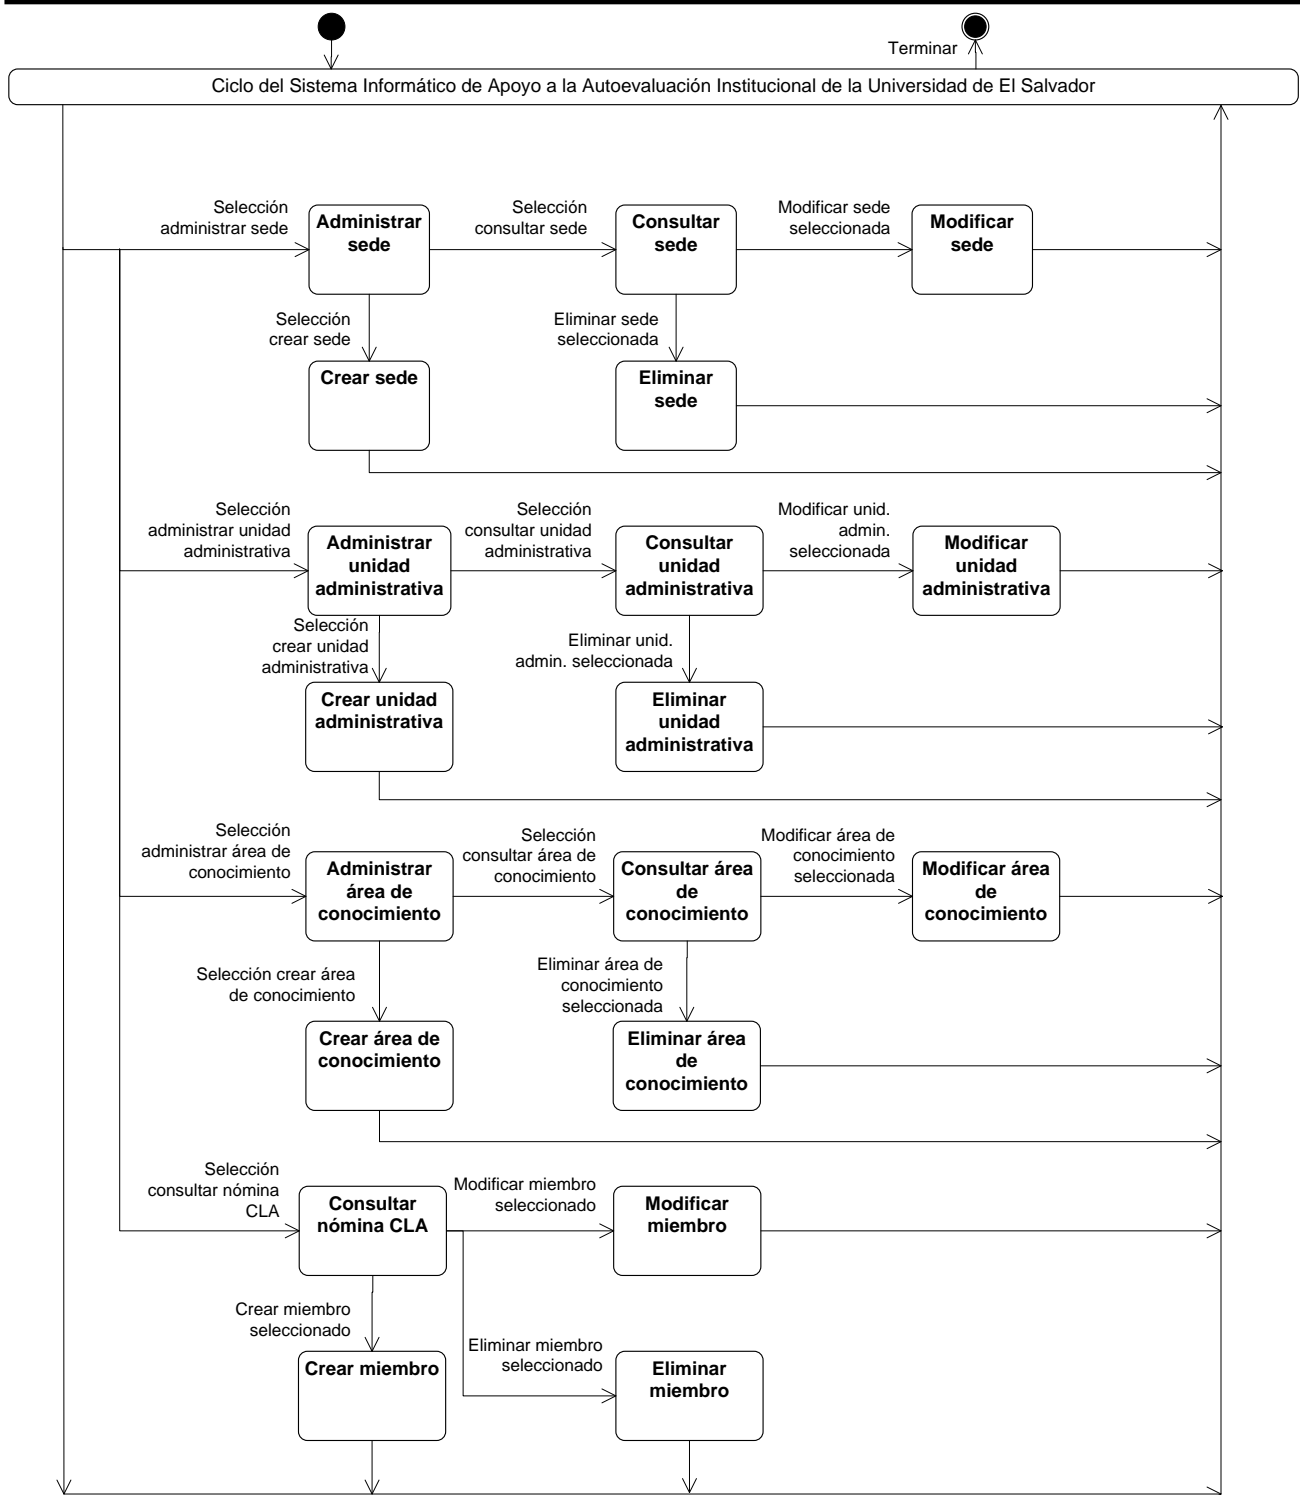 Terminar
Ciclo del Sistema Informático de Apoyo a la Autoevaluación Institucional de la Universidad de El Salvador
Selección
administrar sede
Administrar
sede
Selección
consultar sede
Consultar
sede
Modificar sede
seleccionada
Modificar
sede
Selección
crear sede
Crear sede
Eliminar sede
seleccionada
Eliminar
sede
Selección
administrar unidad
administrativa
Administrar
unidad
administrativa
Selección
consultar unidad
administrativa
Consultar
unidad
administrativa
Modificar unid.
admin.
seleccionada
Modificar
unidad
administrativa
Selección
crear unidad
administrativa
Crear unidad
administrativa
Eliminar unid.
admin. seleccionada
Eliminar
unidad
administrativa
Selección
administrar área de
conocimiento
Administrar
área de
conocimiento
Selección
consultar área de
conocimiento
Consultar área
de
conocimiento
Modificar área de
conocimiento
seleccionada
Modificar área
de
conocimiento
Selección crear área
de conocimiento
Crear área de
conocimiento
Eliminar área de
conocimiento
seleccionada
Eliminar área
de
conocimiento
Selección
consultar nómina
CLA
Consultar
nómina CLA
Modificar miembro
seleccionado
Modificar
miembro
Crear miembro
seleccionado
Crear miembro
Eliminar miembro
seleccionado
Eliminar
miembro